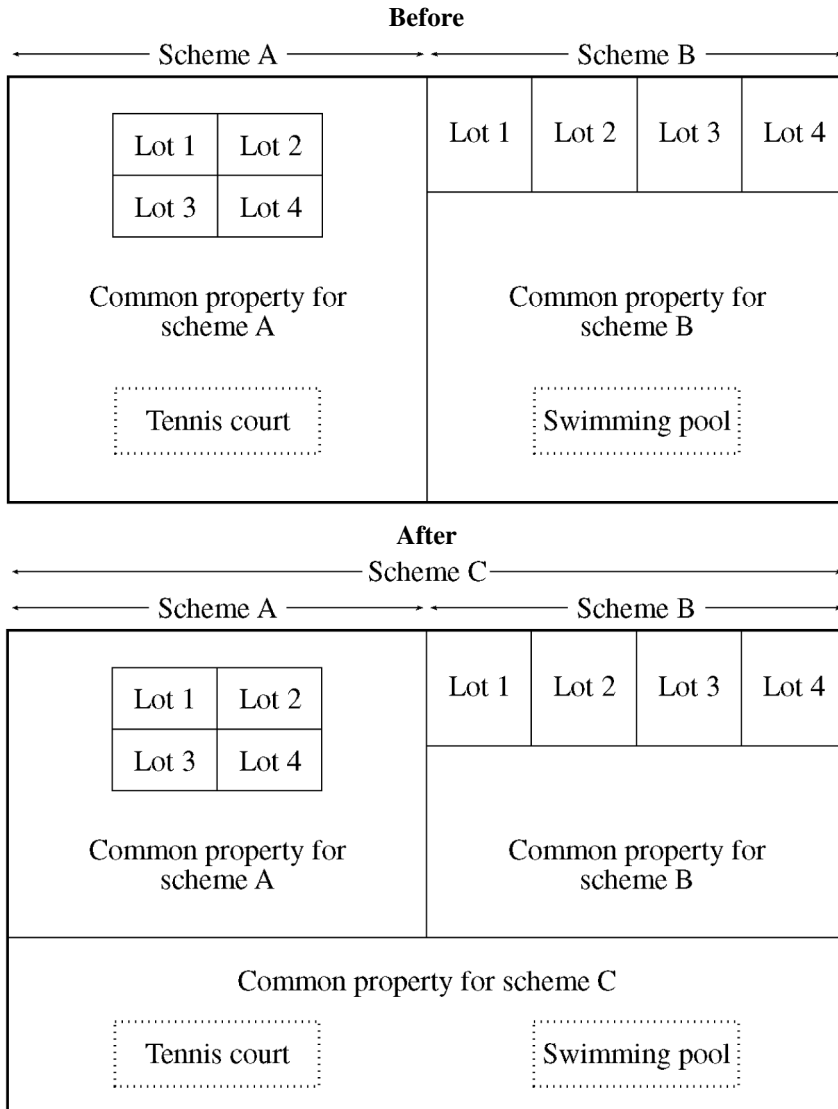 Before
Scheme A Scheme B
Lot 1 Lot 2 Lot 1 Lot 2 Lot 3 Lot 4
Lot 3 Lot 4
Common property for scheme A
Common property for scheme B
Tennis court Swimming pool
After
Scheme C
Scheme A Scheme B
Lot 1 Lot 2 Lot 1 Lot 2 Lot 3 Lot 4
Lot 3 Lot 4
Common property for scheme A
Common property for scheme B
Common property for scheme C
Tennis court Swimming pool